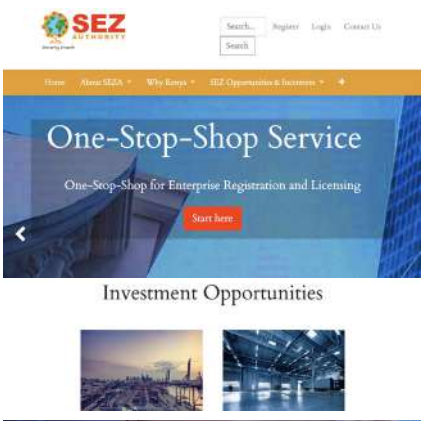 SEZ
AUTHORITY
Search...
Register
Login
Contact Us
Search
Home
About SEZA
Why Kenya
SEZ Opportunities & Incentives
One-Stop-Shop Service
One-Stop-Shop for Enterprise Registration and Licensing
Start here
Investment Opportunities